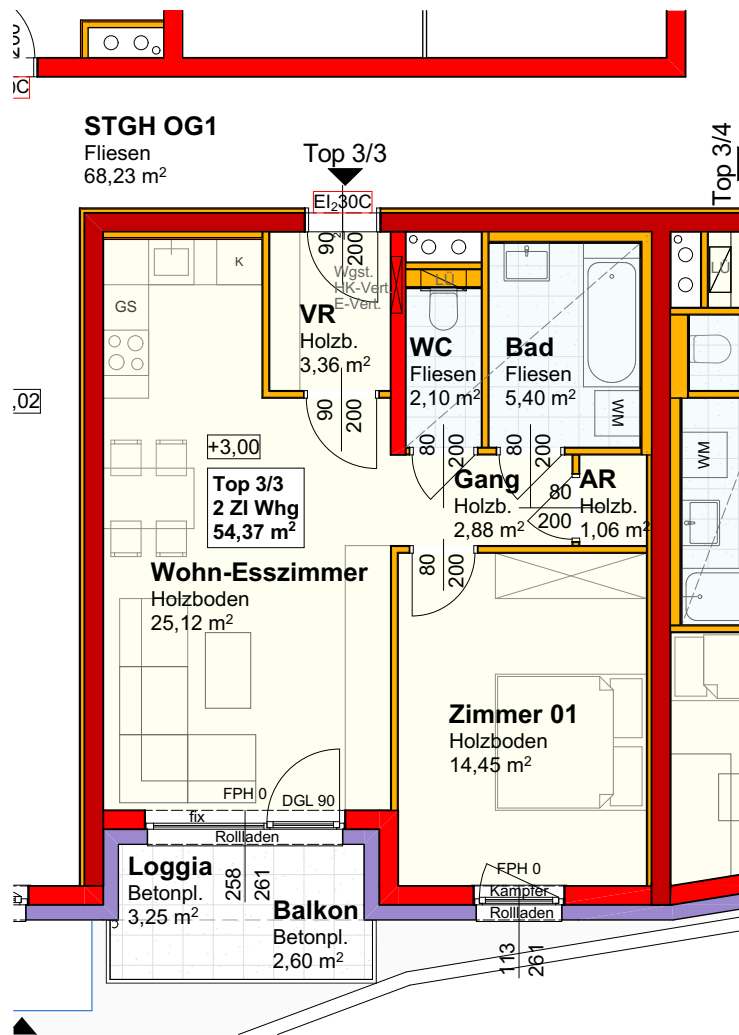 200
0C
STGH OG1
Fliesen
68,23 m²
Top 3/3
Top 3/4
EI₂30C
90
200
Wgst.
HK-Vert.
E-Vert.
LÜ
LÜ
K
GS
VR
Holzb.
3,36 m²
WC
Fliesen
2,10 m²
Bad
Fliesen
5,40 m²
WM
WM
,02
90
200
+3,00
80
200
80
200
Top 3/3
2 ZI Whg
54,37 m²
Gang
Holzb.
2,88 m²
80
200
AR
Holzb.
1,06 m²
80
200
Wohn-Esszimmer
Holzboden
25,12 m²
Zimmer 01
Holzboden
14,45 m²
FPH 0
DGL 90
fix
Rollladen
258
261
Loggia
Betonpl.
3,25 m²
Balkon
Betonpl.
2,60 m²
FPH 0
Kämpfer
Rollladen
113
261